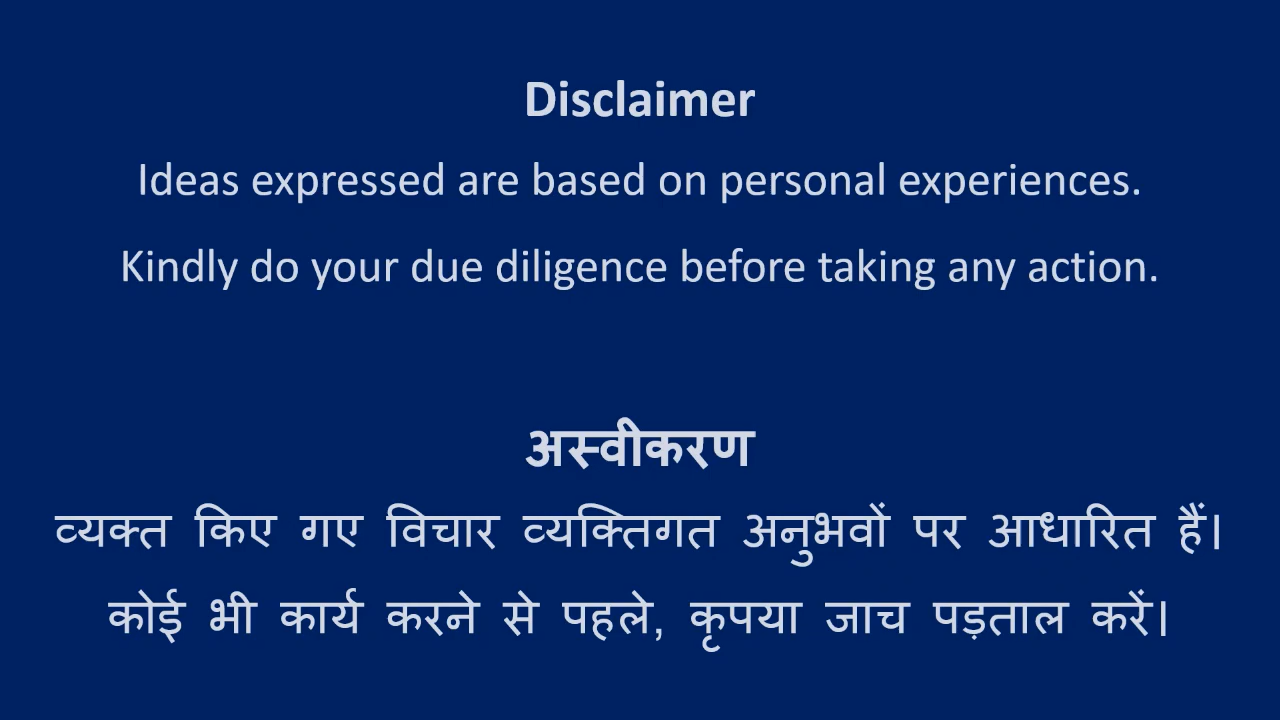 Disclaimer
Ideas expressed are based on personal experiences.
Kindly do your due diligence before taking any action.
अस्वीकरण
व्यक्त किए गए विचार व्यक्तिगत अनुभवों पर आधारित हैं।
कोई भी कार्य करने से पहले, कृपया जाच पड़ताल करें।